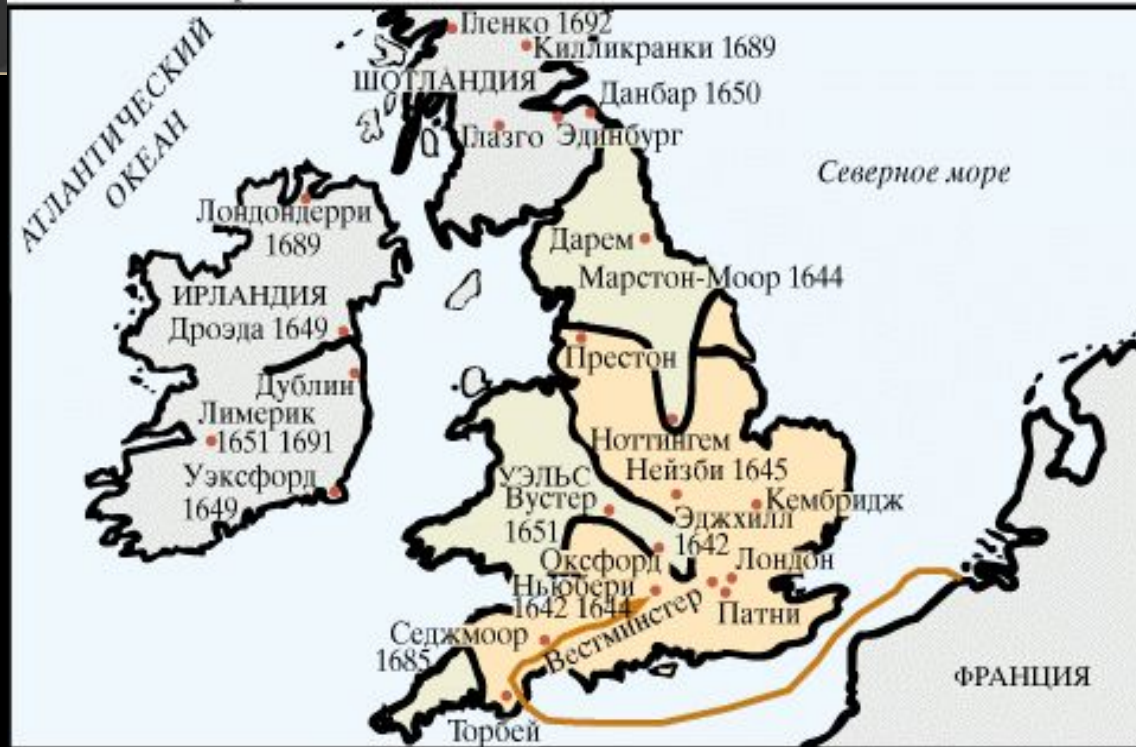 Гленко 1692
Килликранки 1689
ШОТЛАНДИЯ
Данбар 1650
Глазго Эдинбург
АТЛАНТИЧЕСКИЙ
ОКЕАН
Северное море
Лондондерри
1689
Дарем
Марстон-Моор 1644
ИРЛАНДИЯ
Дроэда 1649
Престон
Дублин
Лимерик
1651 1691
Ноттингем
Нейзби 1645
Уэксфорд
1649
УЭЛЬС
Вустер
1651
Кембридж
Эджхилл
1642
Оксфорд
Лондон
Ньюбери
1642 1644
Вестминстер
Патни
Седжмоор
1685
ФРАНЦИЯ
Торбей